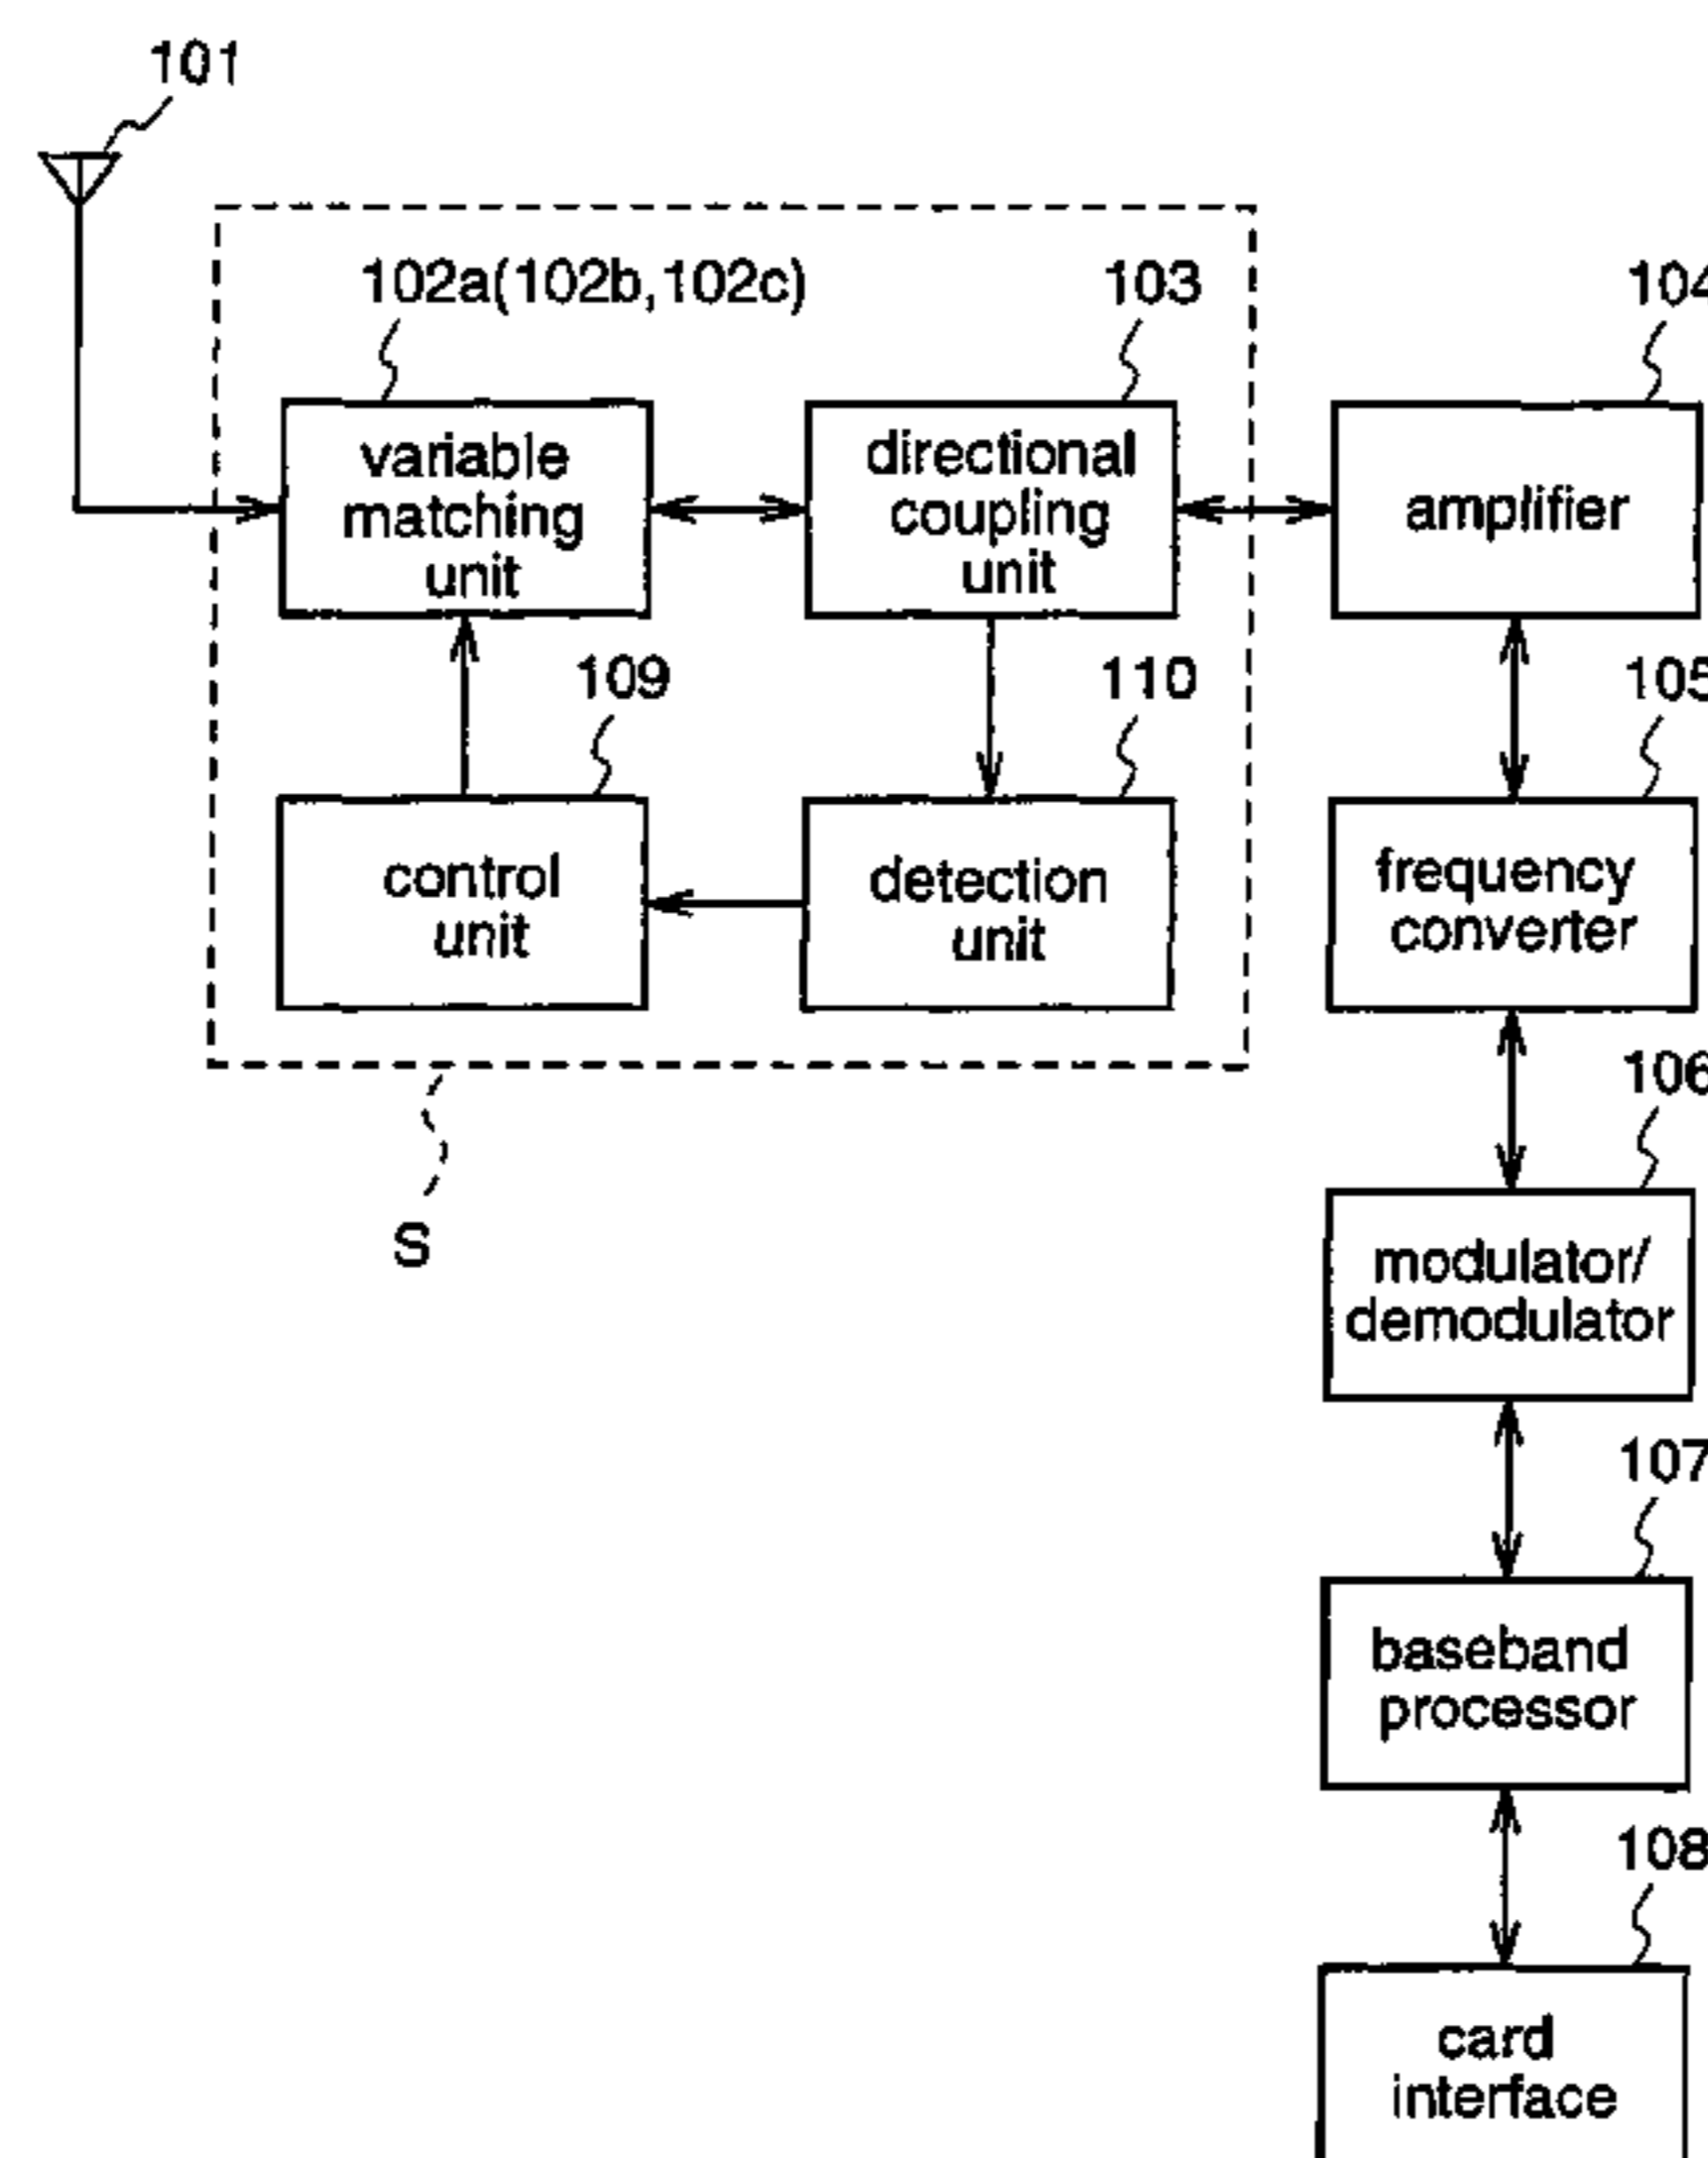 101
102a(102b,102c)
103
104
variable
matching
unit
directional
coupling
unit
amplifier
109
110
105
control
unit
detection
unit
frequency
converter
106
S
modulator/
demodulator
107
baseband
processor
108
card
interface